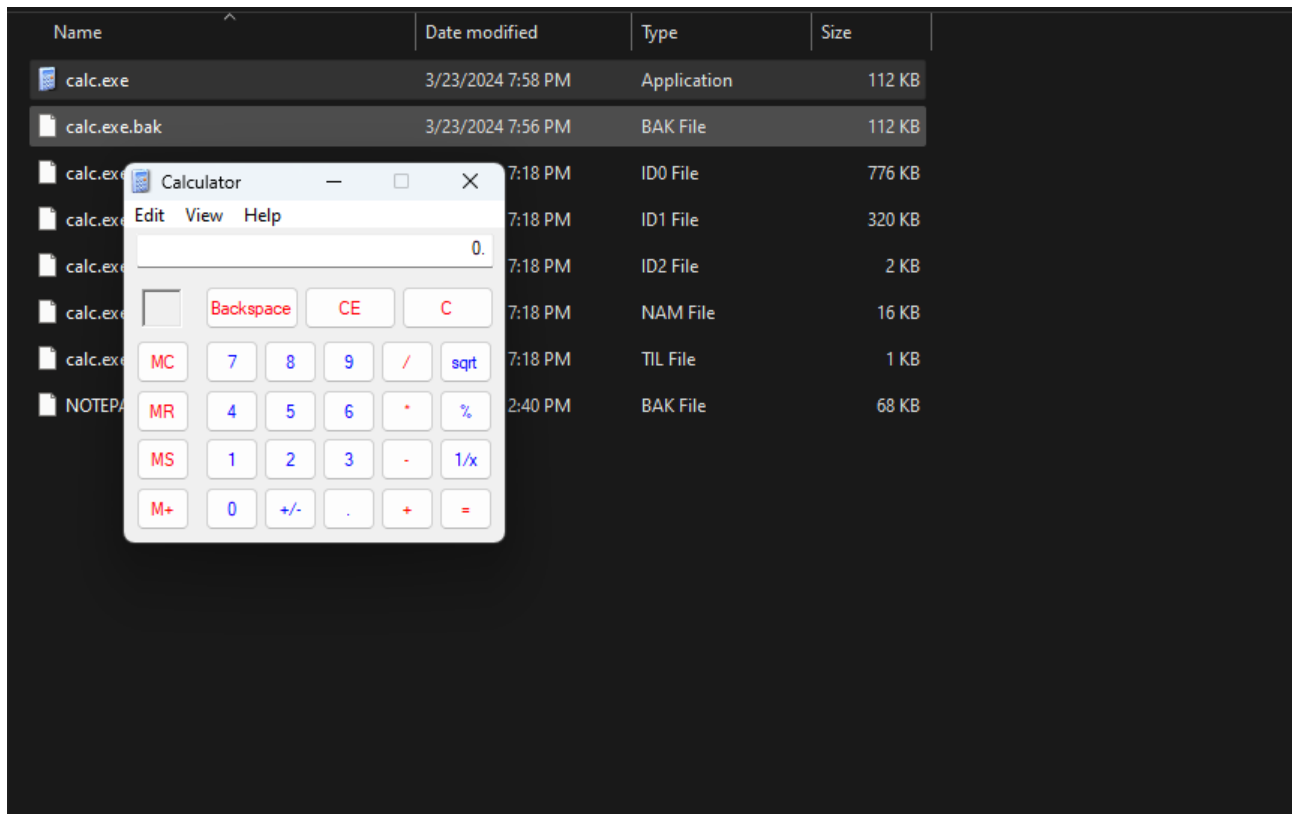 Name Date modified Type Size
calc.exe 3/23/2024 7:58 PM Application 112 KB
calc.exe.bak 3/23/2024 7:56 PM BAK File 112 KB
calc.exe 7:18 PM ID0 File 776 KB
Calculator
calc.exe 7:18 PM ID1 File 320 KB
Edit View Help
0.
calc.exe 7:18 PM ID2 File 2 KB
calc.exe 7:18 PM NAM File 16 KB
Backspace CE C
calc.exe 7:18 PM TIL File 1 KB
MC 7 8 9 / sqrt
NOTEPA 2:40 PM BAK File 68 KB
MR 4 5 6 * %
MS 1 2 3 - 1/x
M+ 0 +/- . + =